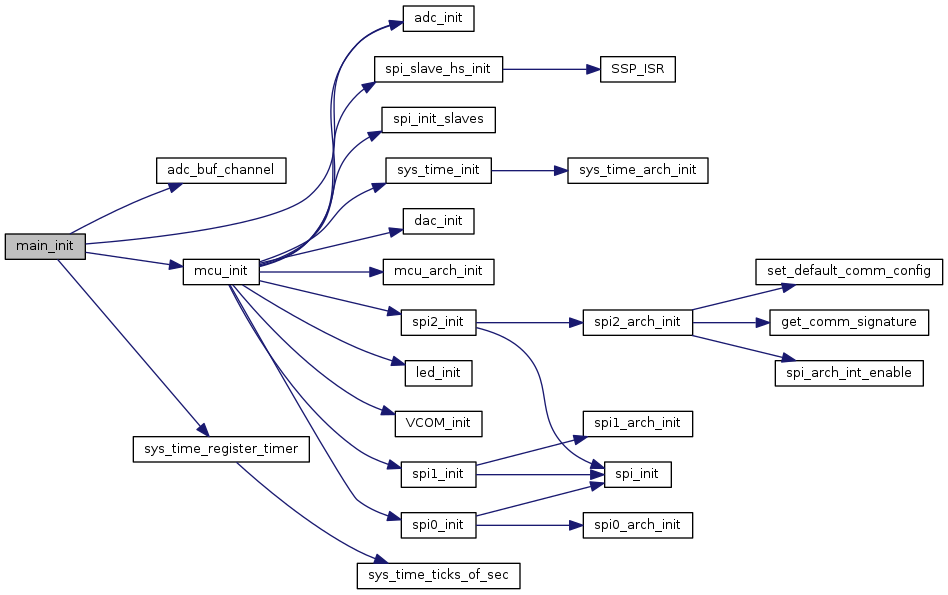 adc_init
spi_slave_hs_init
SSP_ISR
spi_init_slaves
adc_buf_channel
sys_time_init
sys_time_arch_init
dac_init
main_init
mcu_init
mcu_arch_init
set_default_comm_config
spi2_init
spi2_arch_init
get_comm_signature
led_init
spi_arch_int_enable
VCOM_init
spi1_arch_init
sys_time_register_timer
spi1_init
spi_init
spi0_init
spi0_arch_init
sys_time_ticks_of_sec